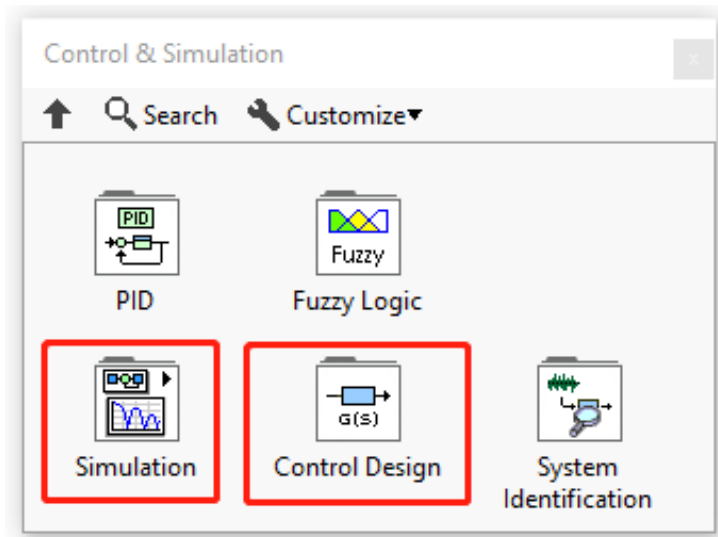 Control & Simulation
x
Search Customize
PID
Fuzzy
PID Fuzzy Logic
G(s)
Simulation Control Design System
Identification